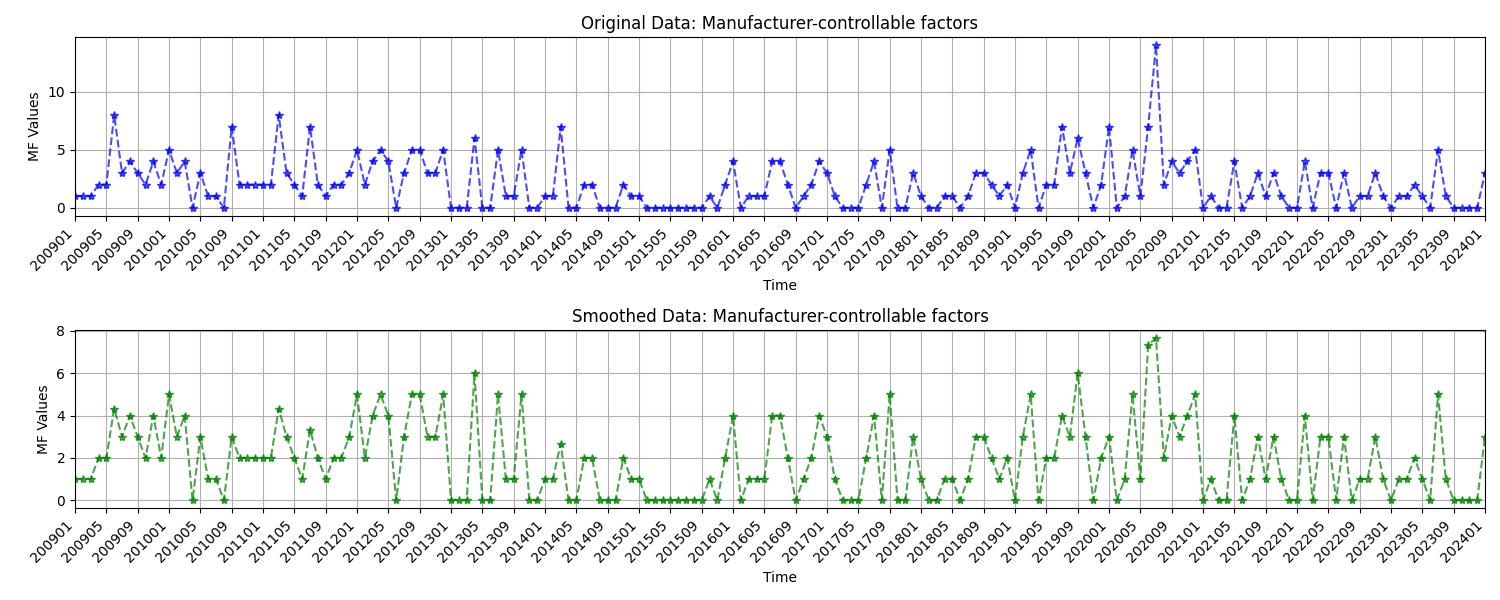 Original Data: Manufacturer-controllable factors
MF Values
10
5
0
200901 200905 200909 201001 201005 201009 201101 201105 201109 201201 201205 201209 201301 201305 201309 201401 201405 201409 201501 201505 201509 201601 201605 201609 201701 201705 201709 201801 201805 201809 201901 201905 201909 202001 202005 202009 202101 202105 202109 202201 202205 202209 202301 202305 202309 202401
Time
Smoothed Data: Manufacturer-controllable factors
MF Values
8
6
4
2
0
200901 200905 200909 201001 201005 201009 201101 201105 201109 201201 201205 201209 201301 201305 201309 201401 201405 201409 201501 201505 201509 201601 201605 201609 201701 201705 201709 201801 201805 201809 201901 201905 201909 202001 202005 202009 202101 202105 202109 202201 202205 202209 202301 202305 202309 202401
Time